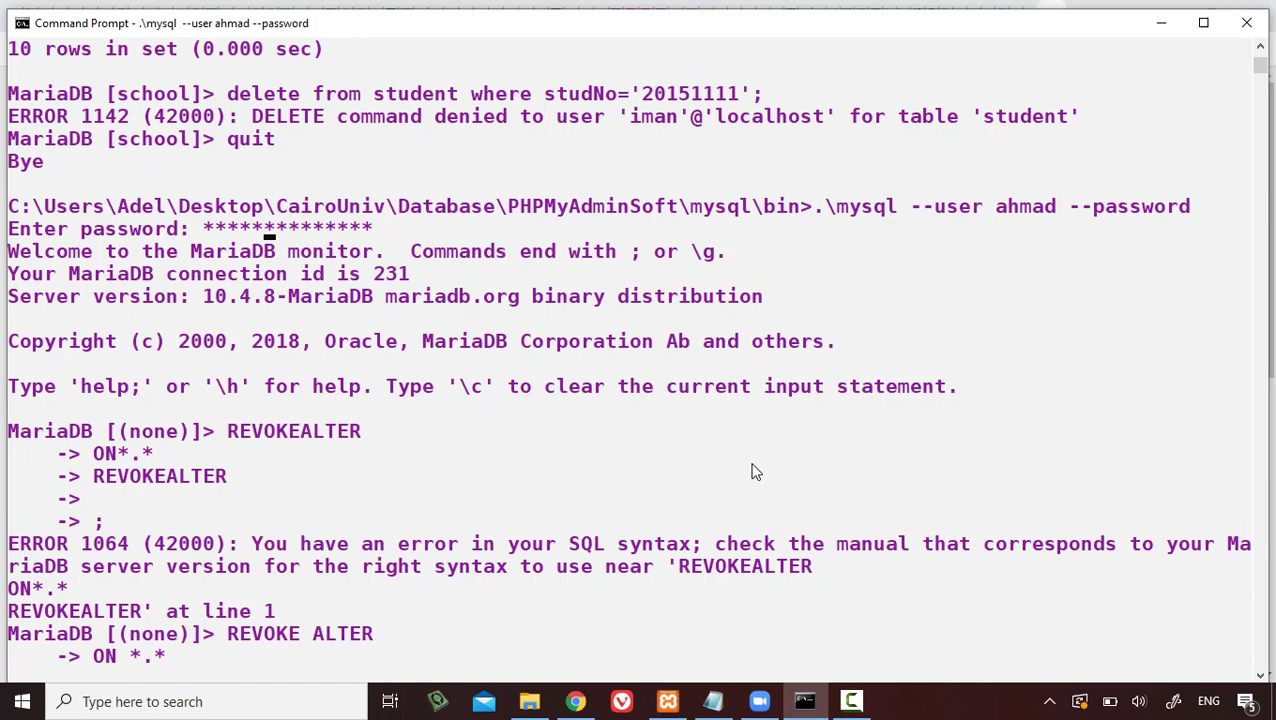 Command Prompt - .\mysql --user ahmad --password
10 rows in set (0.000 sec)
MariaDB [school]> delete from student where studNo='20151111';
ERROR 1142 (42000): DELETE command denied to user 'iman'@'localhost' for table 'student'
MariaDB [school]> quit
Bye
C:\Users\Adel\Desktop\CairoUniv\Database\PHPMyAdminSoft\mysql\bin>.\mysql --user ahmad --password
Enter password: **************
Welcome to the MariaDB monitor.  Commands end with ; or \g.
Your MariaDB connection id is 231
Server version: 10.4.8-MariaDB mariadb.org binary distribution
Copyright (c) 2000, 2018, Oracle, MariaDB Corporation Ab and others.
Type 'help;' or '\h' for help. Type '\c' to clear the current input statement.
MariaDB [(none)]> REVOKEALTER
    -> ON*.*
    -> REVOKEALTER
    ->
    -> ;
ERROR 1064 (42000): You have an error in your SQL syntax; check the manual that corresponds to your Ma
riaDB server version for the right syntax to use near 'REVOKEALTER
ON*.*
REVOKEALTER' at line 1
MariaDB [(none)]> REVOKE ALTER
    -> ON *.*
Type here to search
ENG
5